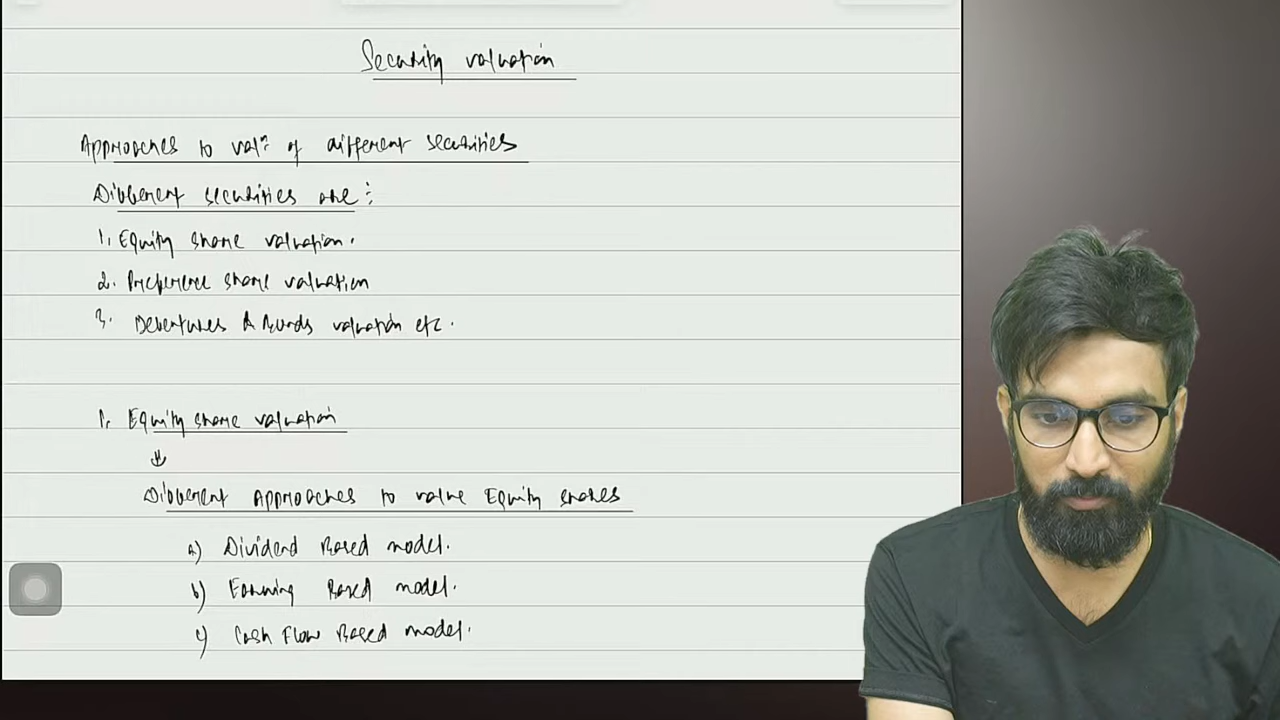 Security valuation
Approaches to valⁿ of different securities
Different securities are :
1. Equity share valuation.
2. Preference share valuation
3. Debentures & Bonds valuation etc.
1. Equity share valuation
Different Approaches to value Equity shares
a) Dividend Based model.
b) Earning Based model.
c) Cash Flow Based model.